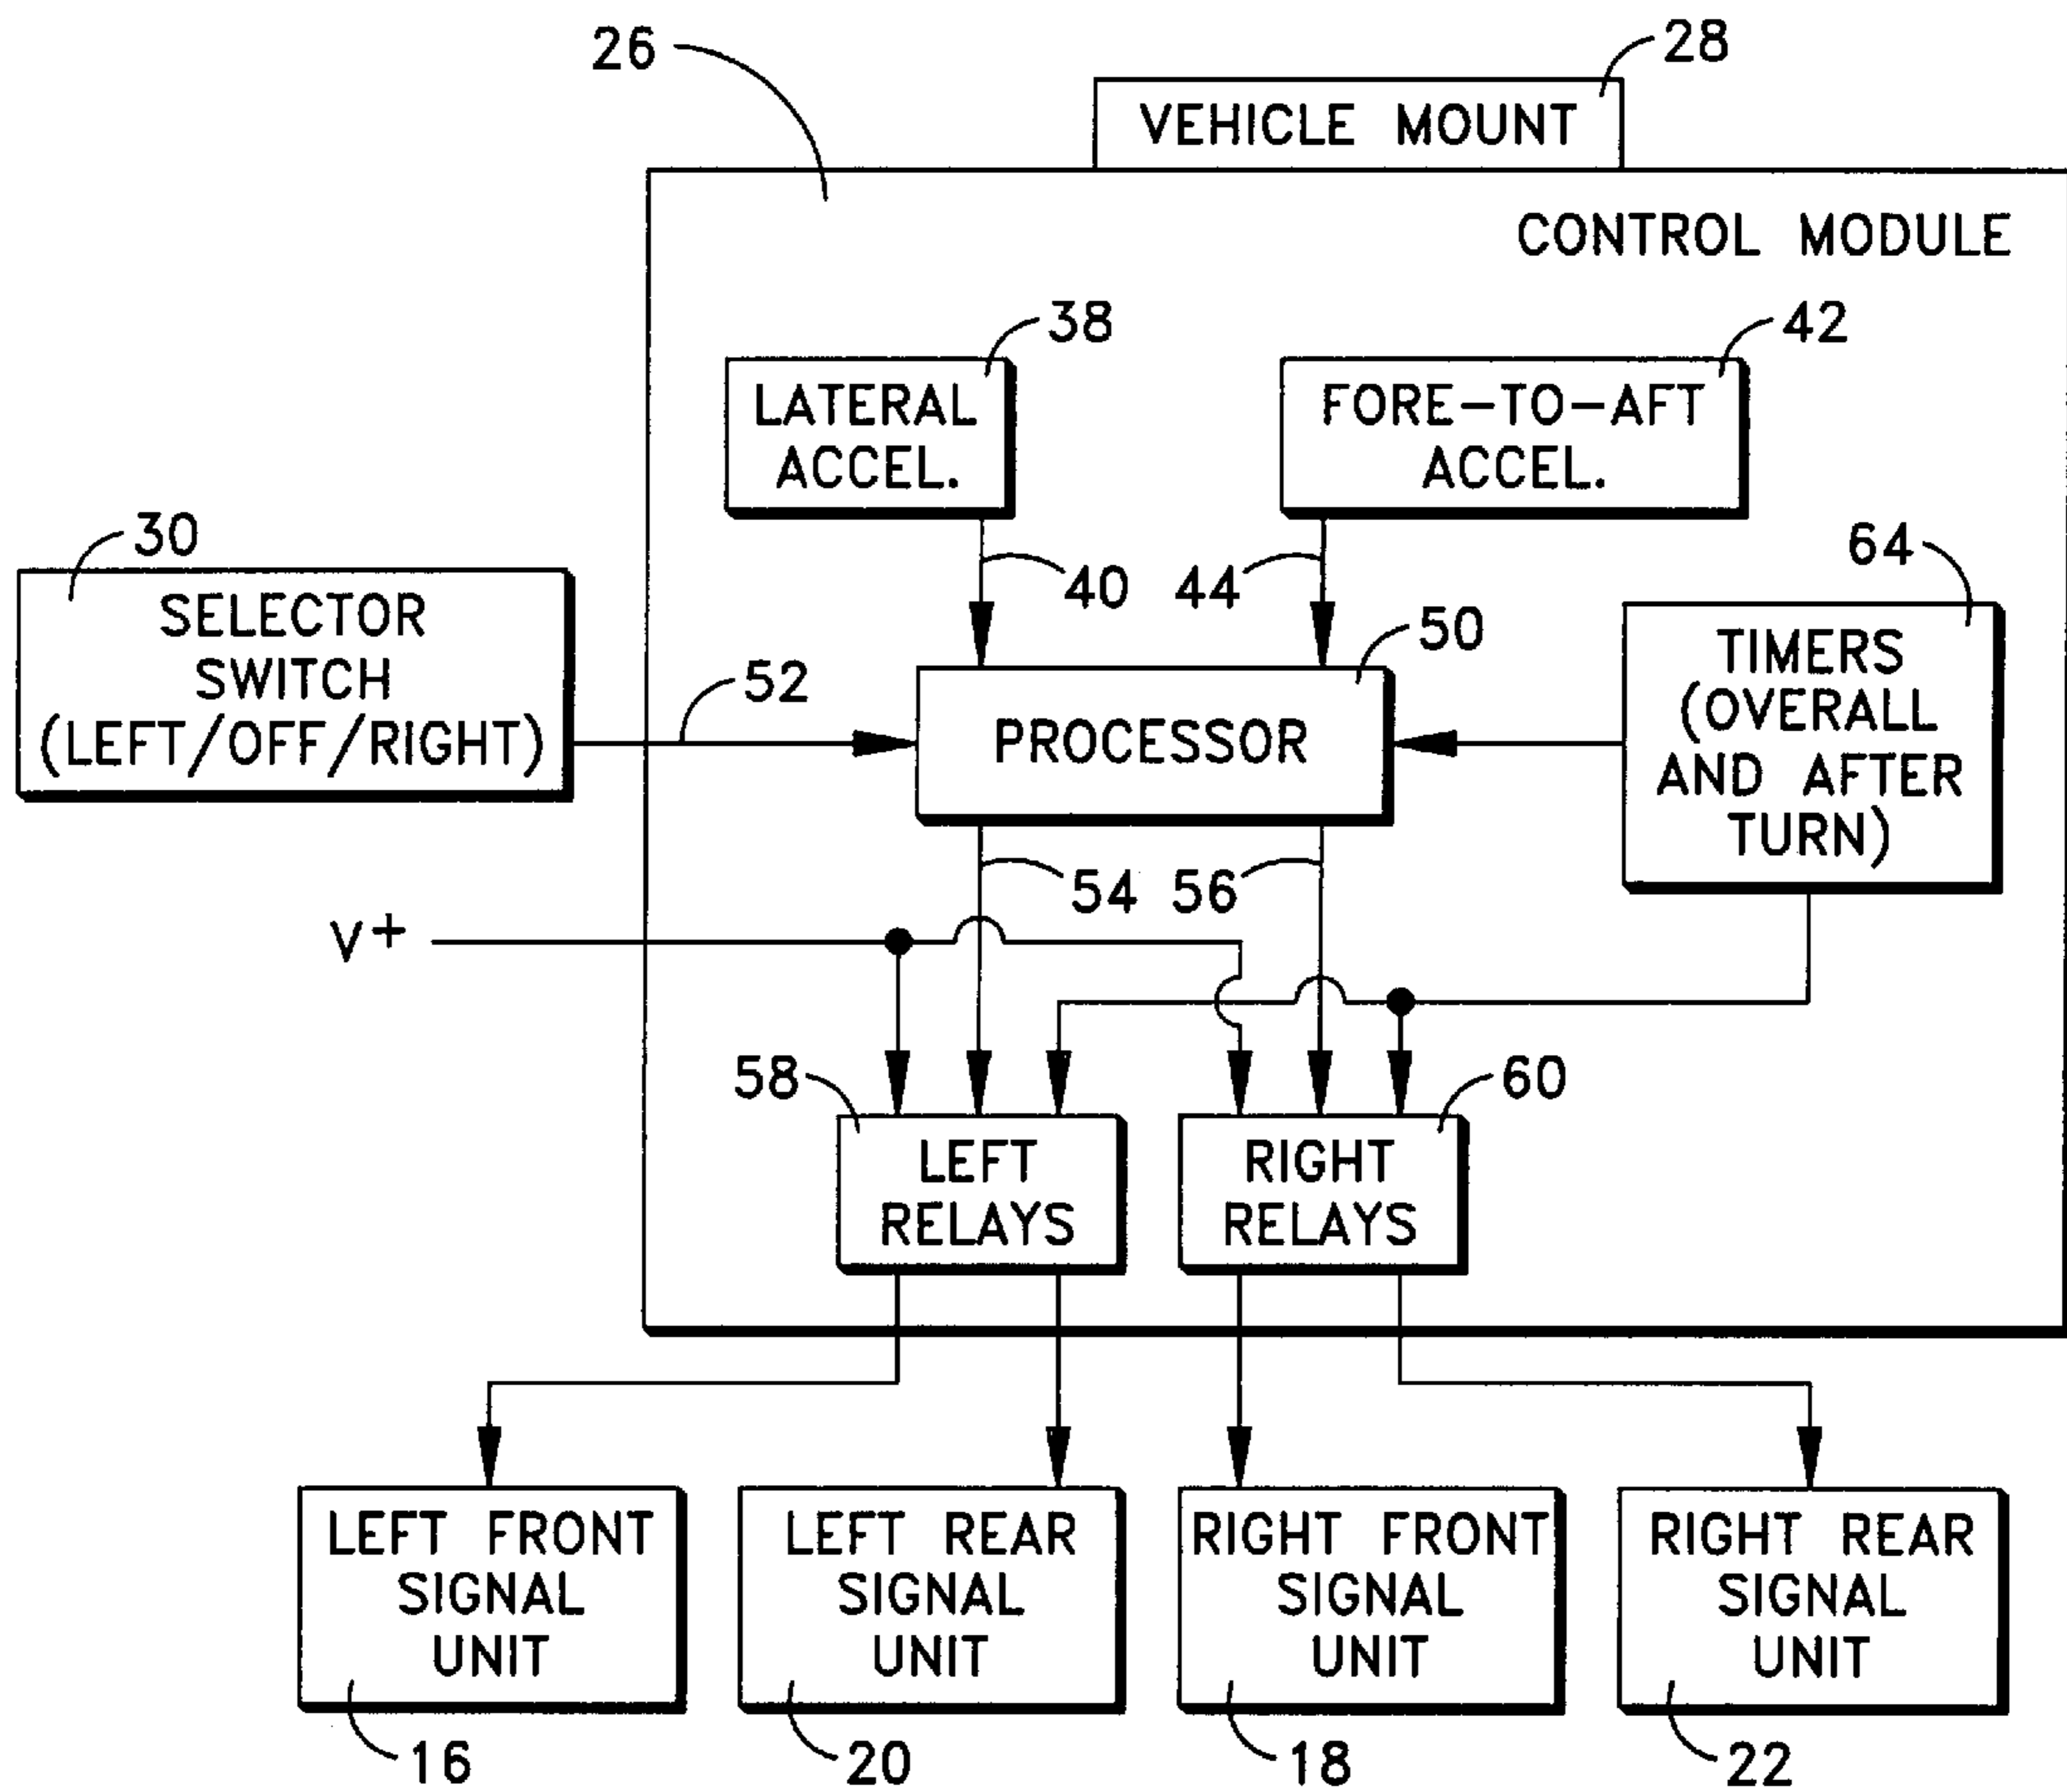 26
28
VEHICLE MOUNT
CONTROL MODULE
38
42
LATERAL
ACCEL.
FORE-TO-AFT
ACCEL.
30
40
44
64
SELECTOR
SWITCH
(LEFT/OFF/RIGHT)
52
50
PROCESSOR
TIMERS
(OVERALL
AND AFTER
TURN)
54
56
V+
58
60
LEFT
RELAYS
RIGHT
RELAYS
LEFT FRONT
SIGNAL
UNIT
LEFT REAR
SIGNAL
UNIT
RIGHT FRONT
SIGNAL
UNIT
RIGHT REAR
SIGNAL
UNIT
16
20
18
22